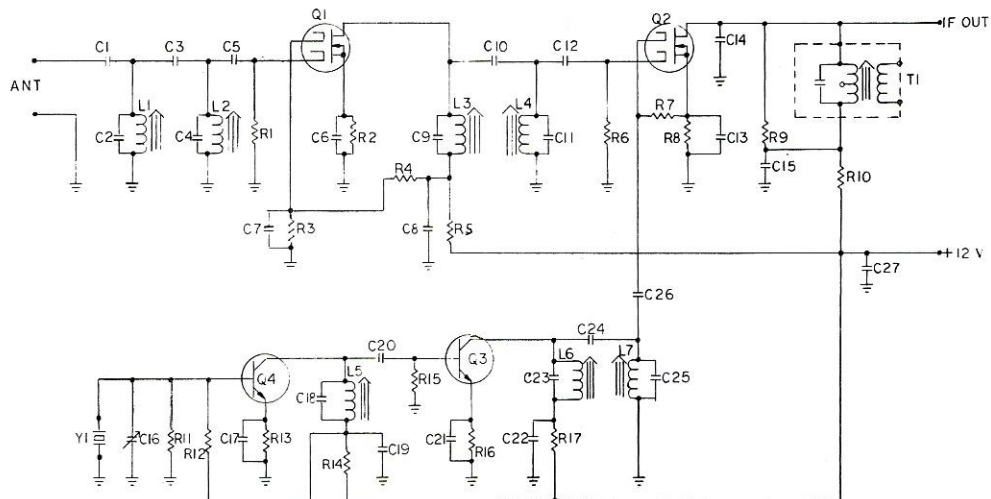 Q1
Q2
IF OUT
C1 C3 C5 C10 C12 C14
ANT
T1
L1 L2 L3 L4
C2 C4 R1 C6 R2 C9 C11 R6 R7 R8 C13 R9
R4 C15 R10
C7 R3 C8 R5
+12 V
C27
C26
C24
C20 Q3 L6 L7
Q4 L5 R15 C23 C25
C18
Y1 C16 R11 R12 C17 R13 C19 C21 R16 C22 R17
R14